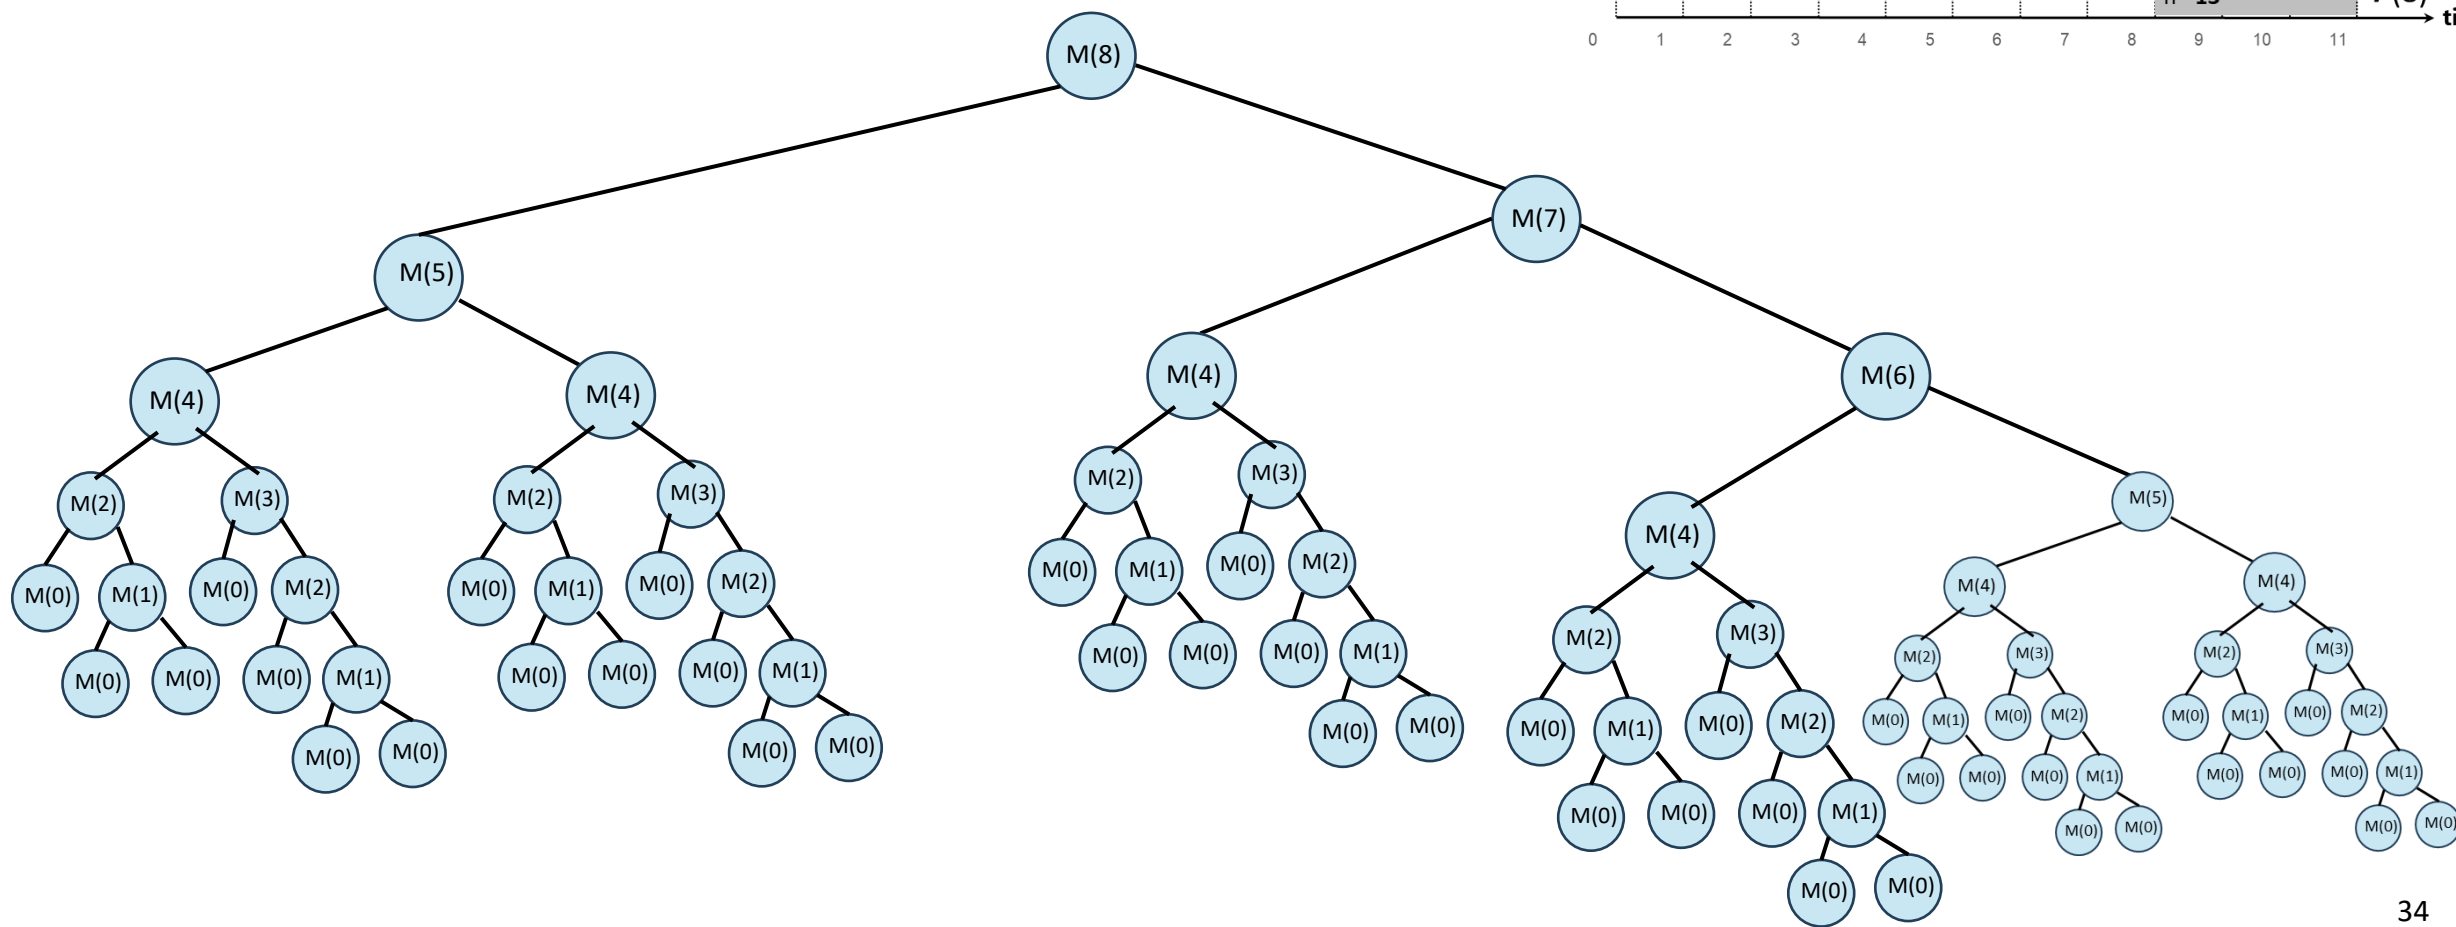 15
ti
0 1 2 3 4 5 6 7 8 9 10 11
M(8)
M(7)
M(5)
M(4) M(6)
M(4) M(4)
M(2) M(3) M(2) M(3) M(2) M(3) M(5)
M(4)
M(0) M(1) M(0) M(2) M(0) M(1) M(0) M(2) M(0) M(1) M(0) M(2) M(4) M(4)
M(2) M(3) M(2) M(3) M(2) M(3)
M(0) M(0) M(0) M(1) M(0) M(0) M(0) M(1) M(0) M(0) M(0) M(1)
M(0) M(1) M(0) M(2) M(0) M(1) M(0) M(2) M(0) M(1) M(0) M(2)
M(0) M(0) M(0) M(0) M(0) M(0)
M(0) M(0) M(0) M(1) M(0) M(0) M(0) M(1) M(0) M(0) M(0) M(1)
M(0) M(0) M(0) M(0) M(0) M(0)
34